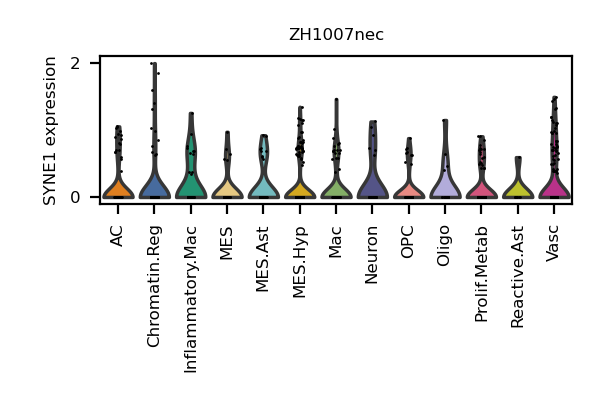 ZH1007nec
SYNE1 expression
2
0
AC
Chromatin.Reg
Inflammatory.Mac
MES
MES.Ast
MES.Hyp
Mac
Neuron
OPC
Oligo
Prolif.Metab
Reactive.Ast
Vasc